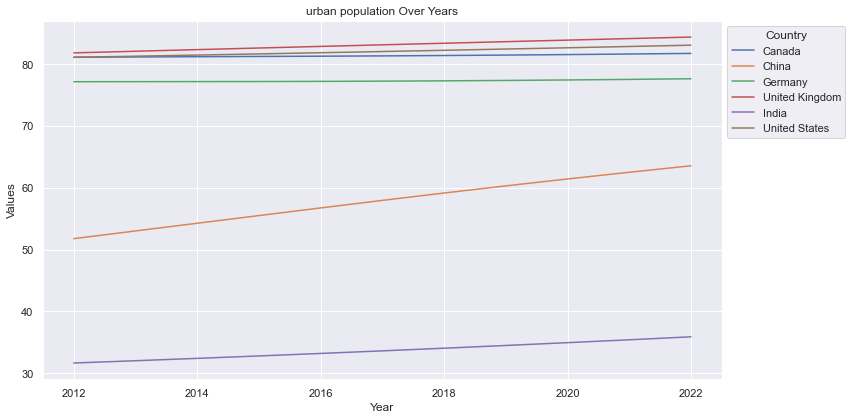 urban population Over Years
Country
Canada
China
Germany
United Kingdom
India
United States
Values
80
70
60
50
40
30
2012 2014 2016 2018 2020 2022
Year